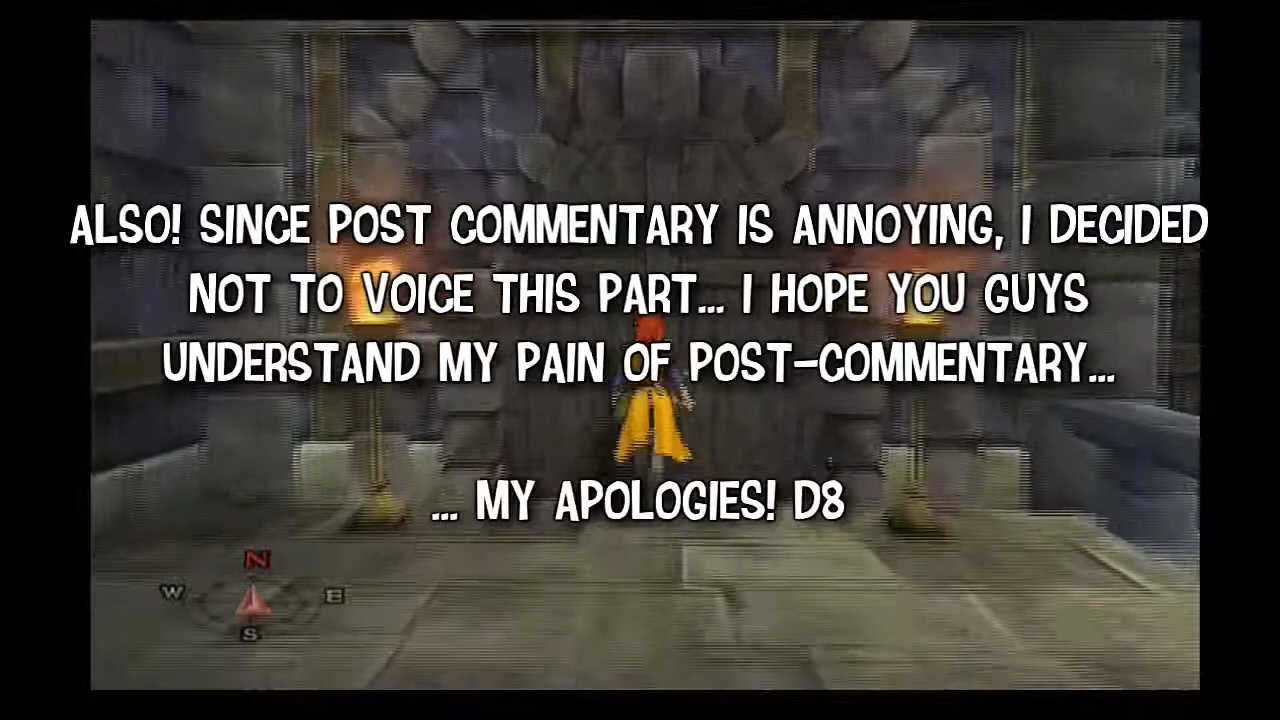 ALSO! SINCE POST COMMENTARY IS ANNOYING, I DECIDED
NOT TO VOICE THIS PART... I HOPE YOU GUYS
UNDERSTAND MY PAIN OF POST-COMMENTARY...
... MY APOLOGIES! D8
N
W E
S